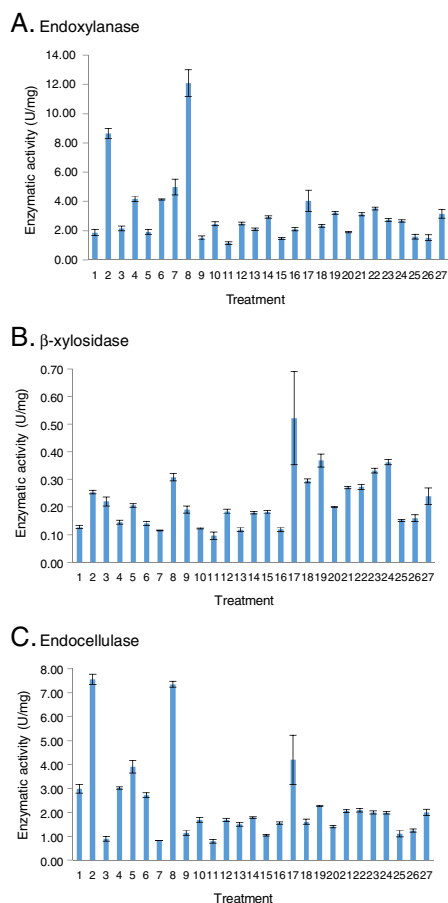 A. Endoxylanase
Enzymatic activity (U/mg)
14.00
12.00
10.00
8.00
6.00
4.00
2.00
0.00
1 2 3 4 5 6 7 8 9 10 11 12 13 14 15 16 17 18 19 20 21 22 23 24 25 26 27
Treatment
B. β-xylosidase
Enzymatic activity (U/mg)
0.70
0.60
0.50
0.40
0.30
0.20
0.10
0.00
1 2 3 4 5 6 7 8 9 10 11 12 13 14 15 16 17 18 19 20 21 22 23 24 25 26 27
Treatment
C. Endocellulase
Enzymatic activity (U/mg)
8.00
7.00
6.00
5.00
4.00
3.00
2.00
1.00
0.00
1 2 3 4 5 6 7 8 9 10 11 12 13 14 15 16 17 18 19 20 21 22 23 24 25 26 27
Treatment